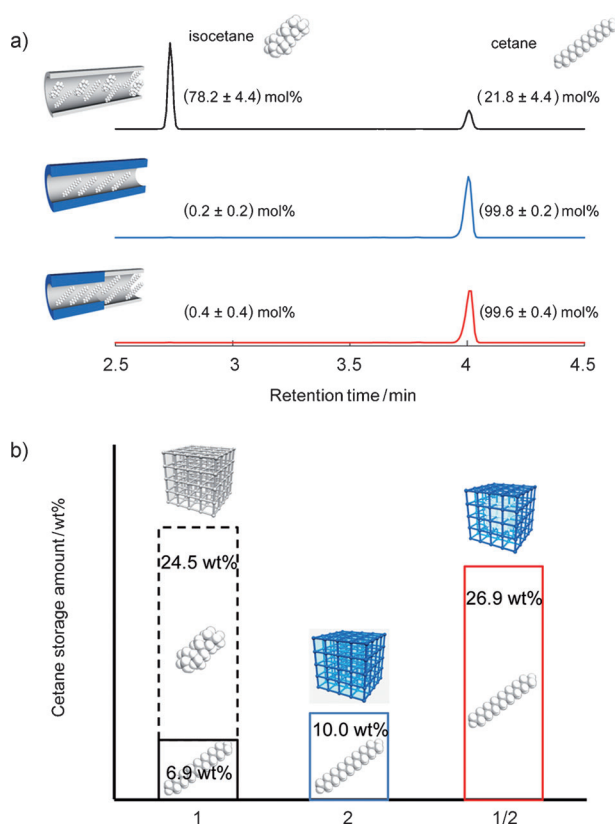 a)
isocetane
cetane
(78.2 ± 4.4) mol%
(21.8 ± 4.4) mol%
(0.2 ± 0.2) mol%
(99.8 ± 0.2) mol%
(0.4 ± 0.4) mol%
(99.6 ± 0.4) mol%
2.5 3 3.5 4 4.5
Retention time / min
b)
Cetane storage amount / wt%
24.5 wt%
26.9 wt%
10.0 wt%
6.9 wt%
1 2 1/2